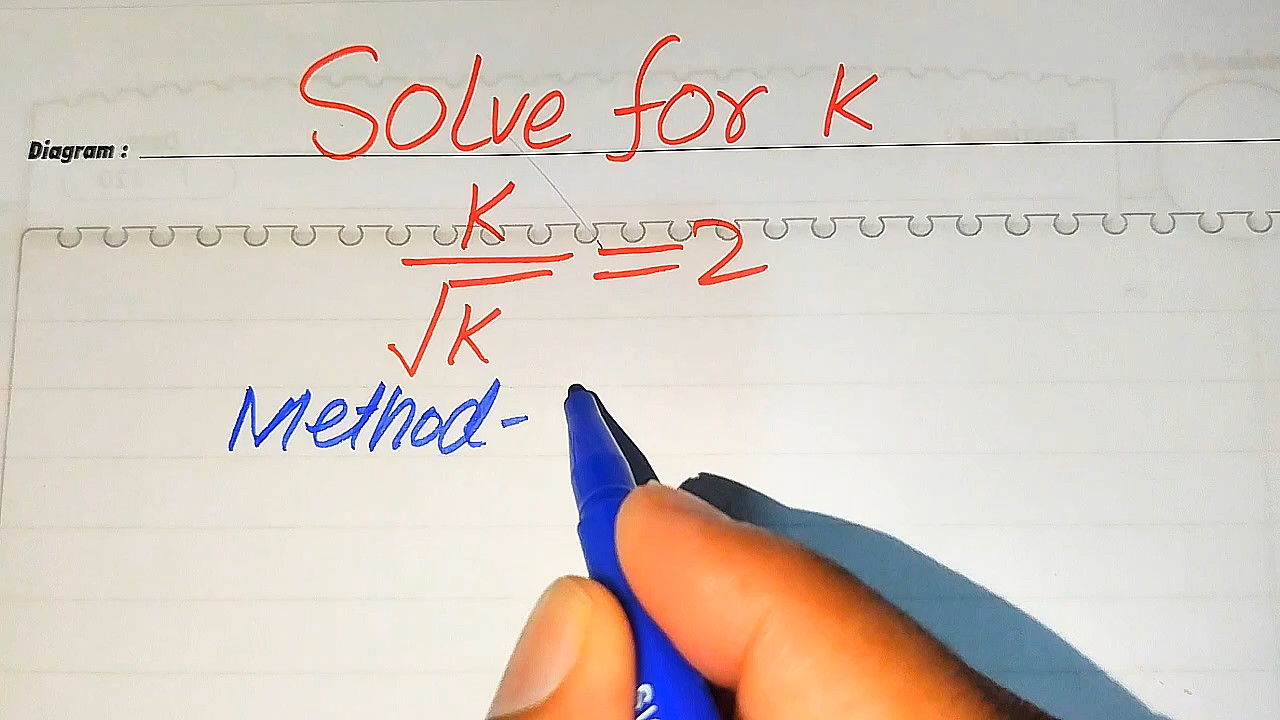 Solve for K
Diagram :
K/√K = 2
Method-